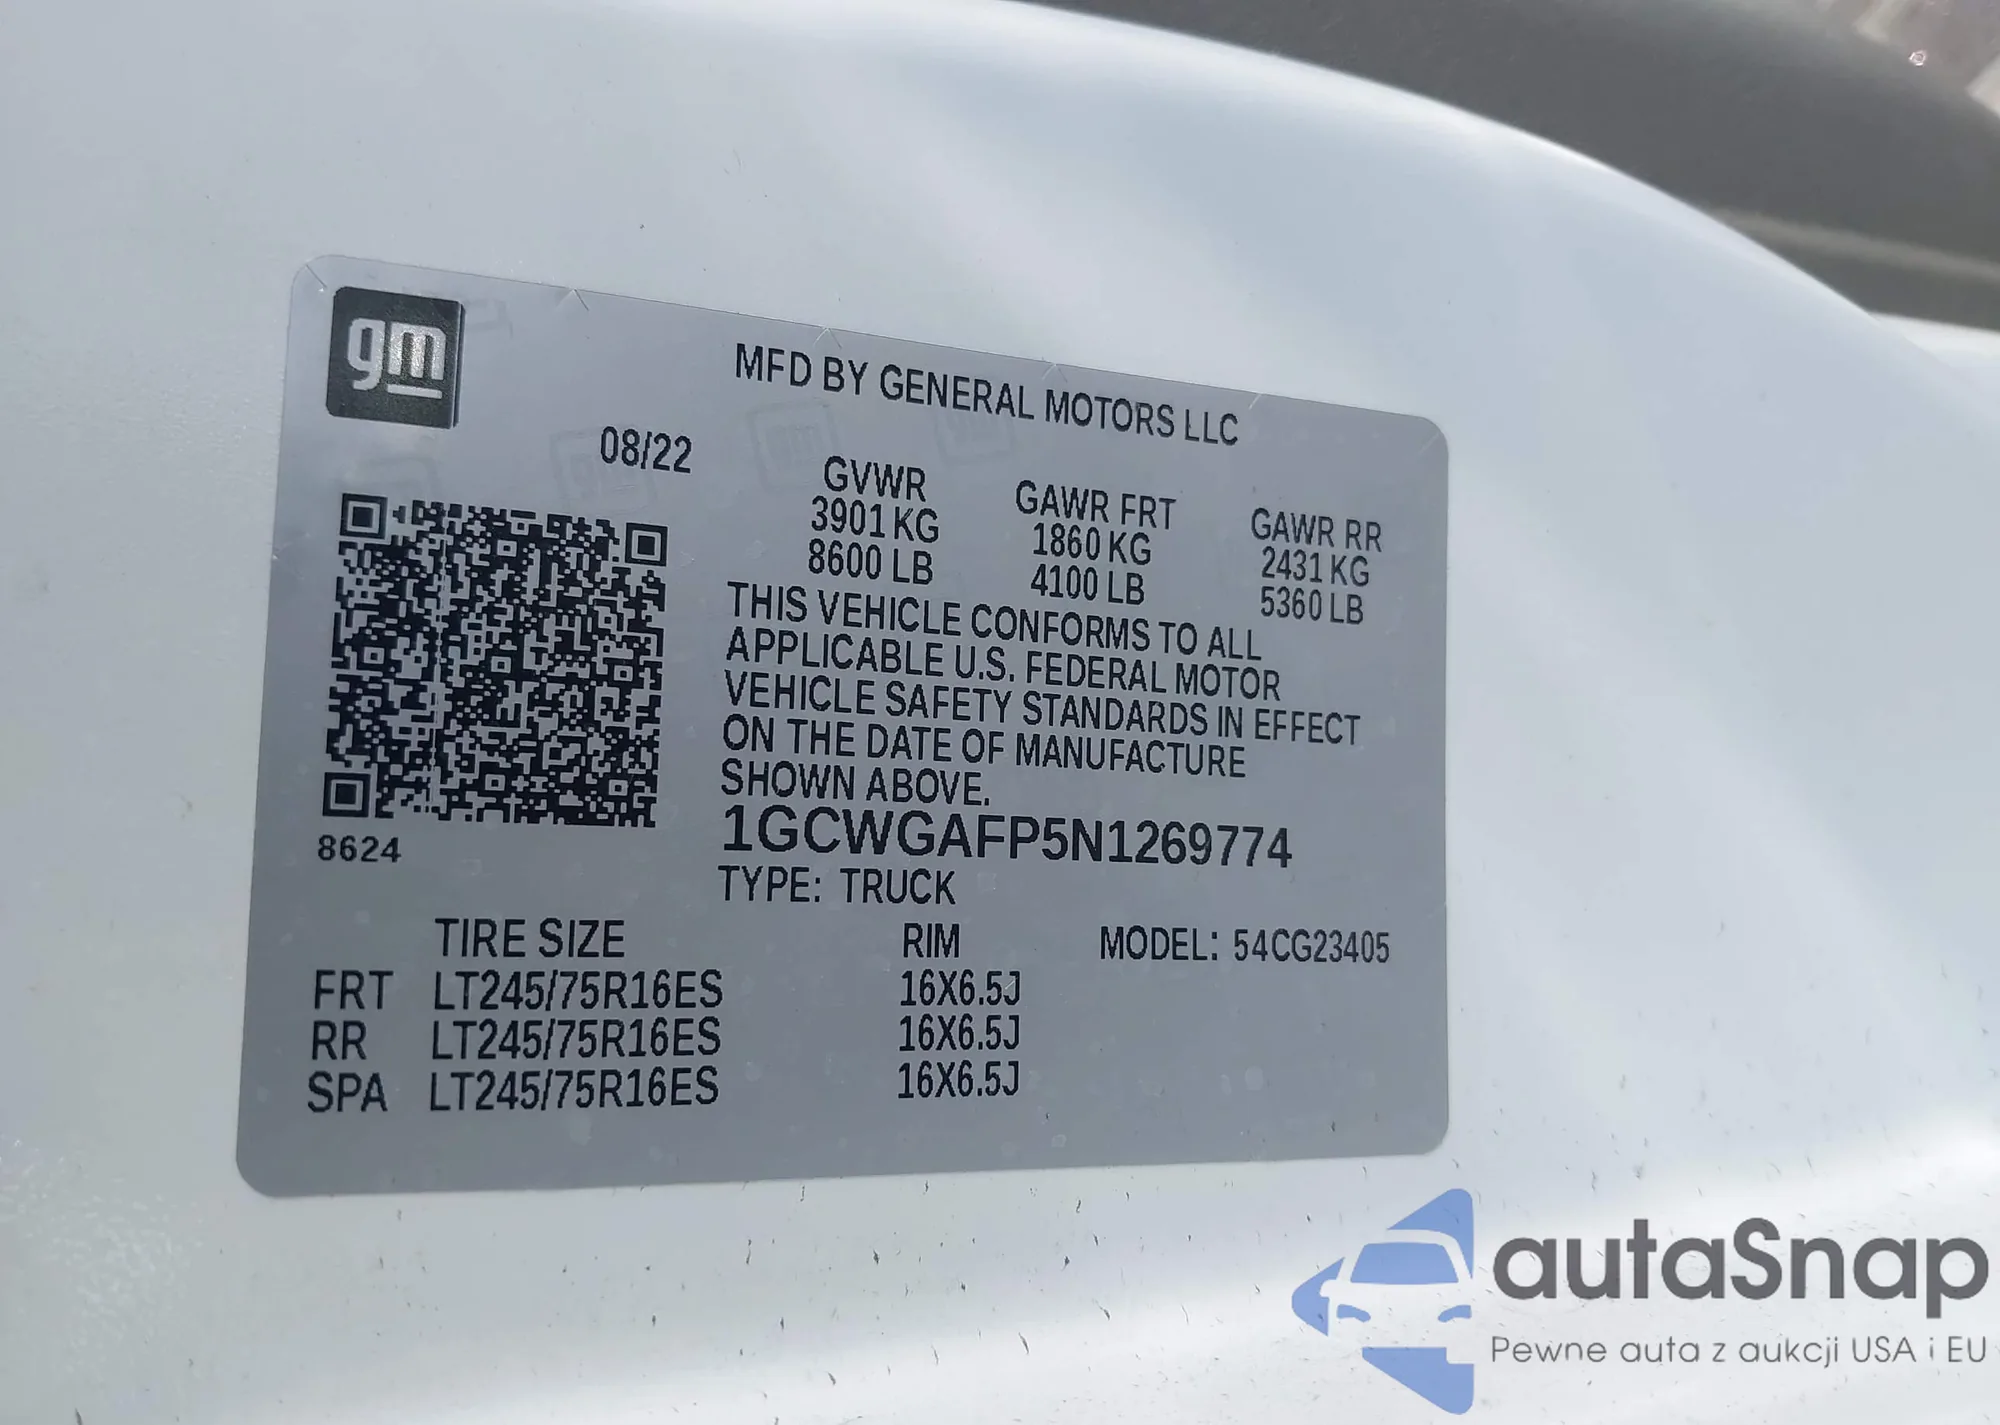 gm
MFD BY GENERAL MOTORS LLC
08/22
GVWR GAWR FRT GAWR RR
3901 KG 1860 KG 2431 KG
8600 LB 4100 LB 5360 LB
THIS VEHICLE CONFORMS TO ALL
APPLICABLE U.S. FEDERAL MOTOR
VEHICLE SAFETY STANDARDS IN EFFECT
ON THE DATE OF MANUFACTURE
SHOWN ABOVE.
1GCWGAFP5N1269774
8624
TYPE: TRUCK
TIRE SIZE RIM MODEL: 54CG23405
FRT LT245/75R16ES 16X6.5J
RR LT245/75R16ES 16X6.5J
SPA LT245/75R16ES 16X6.5J
autaSnap
Pewne auta z aukcji USA i EU